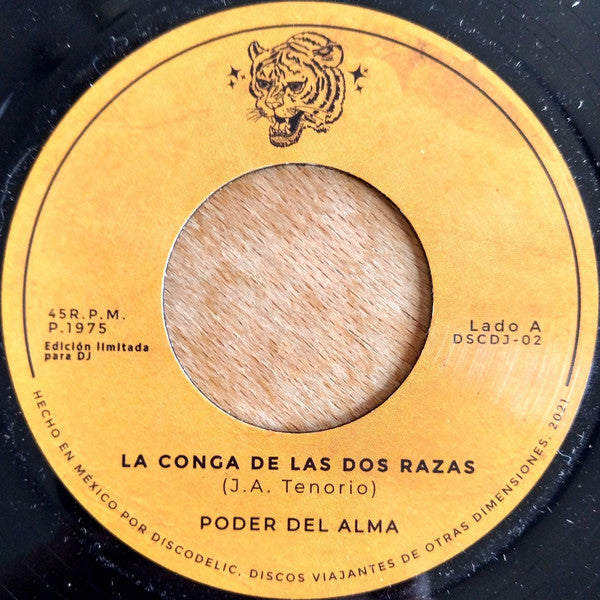 45R.P.M.
P.1975
Edición limitada
para DJ
Lado A
DSCDJ-02
LA CONGA DE LAS DOS RAZAS
(J.A. Tenorio)
PODER DEL ALMA
HECHO EN MÉXICO POR DISCODELIC, DISCOS VIAJANTES DE OTRAS DIMENSIONES. 2021